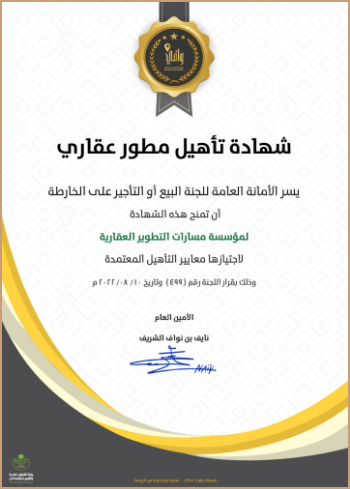 وافي
شهادة تأهيل مطور عقاري
يسر الأمانة العامة للجنة البيع أو التأجير على الخارطة
أن تمنح هذه الشهادة
لمؤسسة مسارات التطوير العقارية
لاجتيازها معايير التأهيل المعتمدة
وذلك بقرار اللجنة رقم (٤٩٩) وتاريخ ١٠/ ٠٨/ ٢٠٢٢ م
الأمين العام
نايف بن نواف الشريف